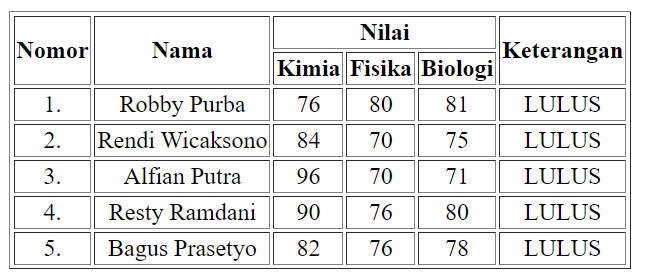 Nomor Nama Nilai Keterangan
Kimia Fisika Biologi
1. Robby Purba 76 80 81 LULUS
2. Rendi Wicaksono 84 70 75 LULUS
3. Alfian Putra 96 70 71 LULUS
4. Resty Ramdani 90 76 80 LULUS
5. Bagus Prasetyo 82 76 78 LULUS